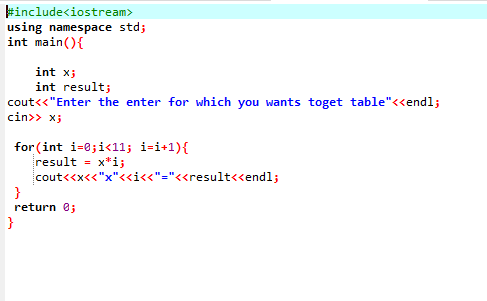 #include<iostream>
using namespace std;
int main(){
int x;
int result;
cout<<"Enter the enter for which you wants toget table"<<endl;
cin>> x;
for(int i=0;i<11; i=i+1){
result = x*i;
cout<<x<<"x"<<i<<"="<<result<<endl;
}
return 0;
}